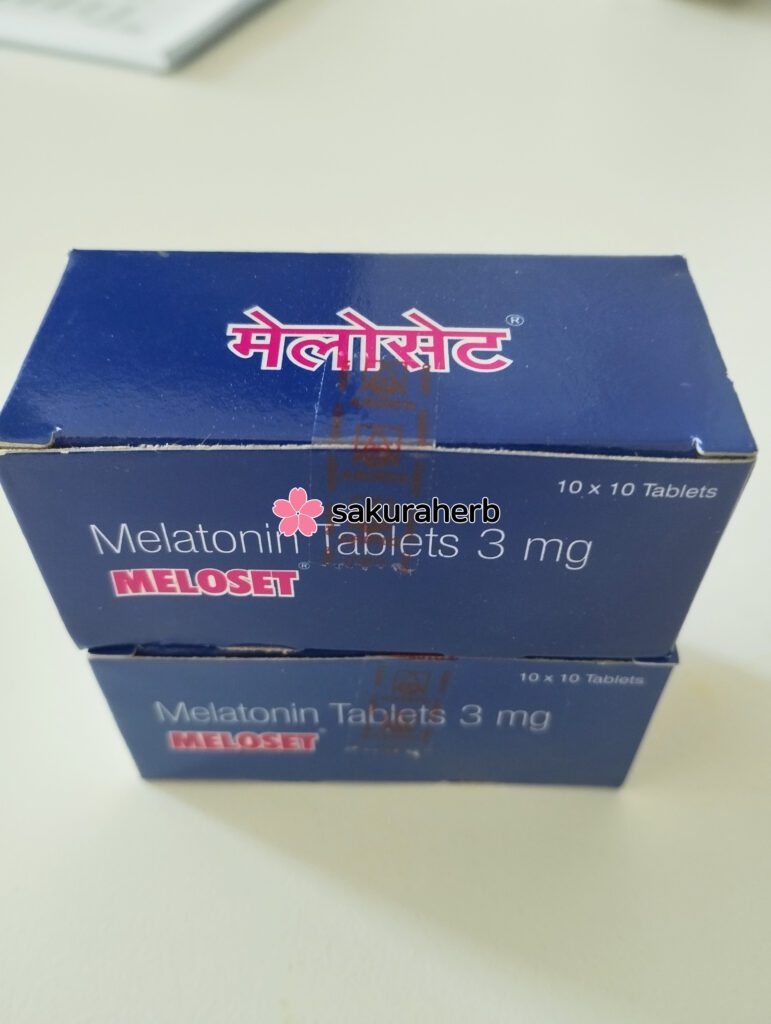 मेलोसेट®
10 x 10 Tablets
sakuraherb
Melatonin Tablets 3 mg
MELOSET®
10 x 10 Tablets
Melatonin Tablets 3 mg
MELOSET®